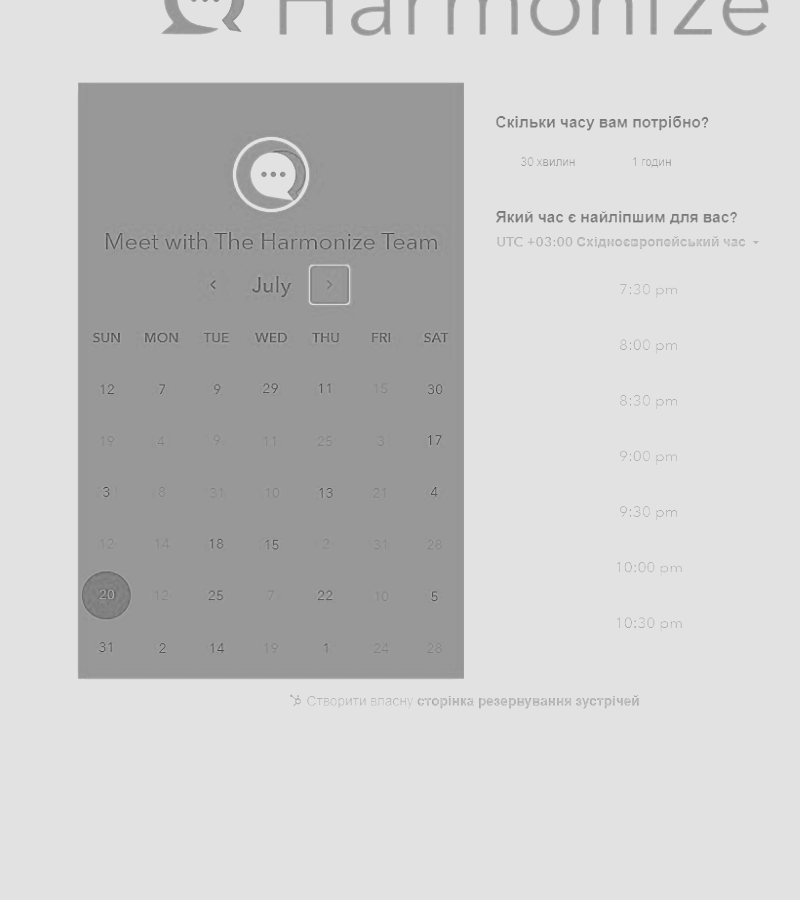 Harmonize
Meet with The Harmonize Team
July
SUN MON TUE WED THU FRI SAT
12 7 9 29 11 15 30
19 4 9 11 25 3 17
3 8 31 10 13 21 4
12 14 18 15 2 31 28
20 12 25 7 22 10 5
31 2 14 19 1 24 28
Скільки часу вам потрібно?
30 хвилин 1 годин
Який час є найліпшим для вас?
UTC +03:00 Східноєвропейський час
7:30 pm
8:00 pm
8:30 pm
9:00 pm
9:30 pm
10:00 pm
10:30 pm
Створити власну сторінка резервування зустрічей